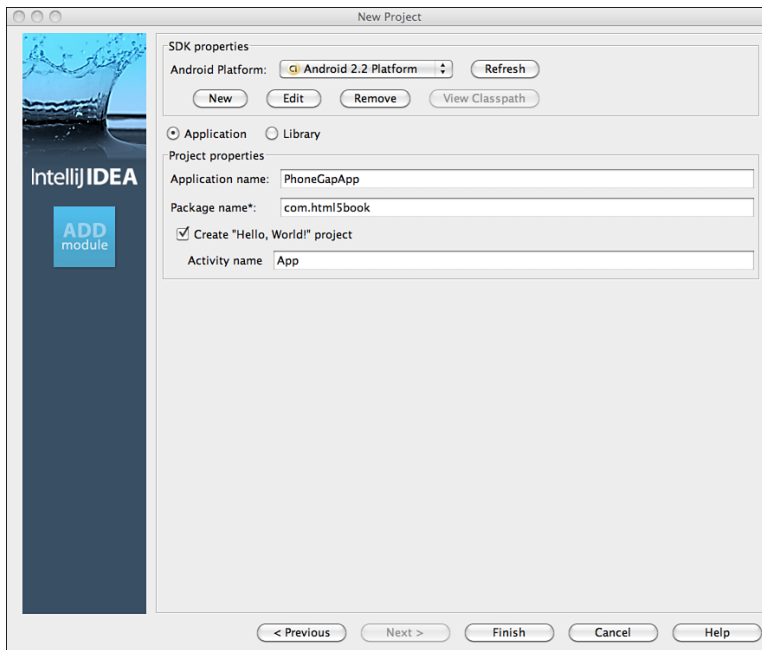 New Project
SDK properties
Android Platform: Android 2.2 Platform Refresh
New Edit Remove View Classpath
Application Library
Project properties
IntelliJ IDEA
Application name: PhoneGapApp
Package name*: com.html5book
ADD
module
Create "Hello, World!" project
Activity name App
< Previous Next > Finish Cancel Help